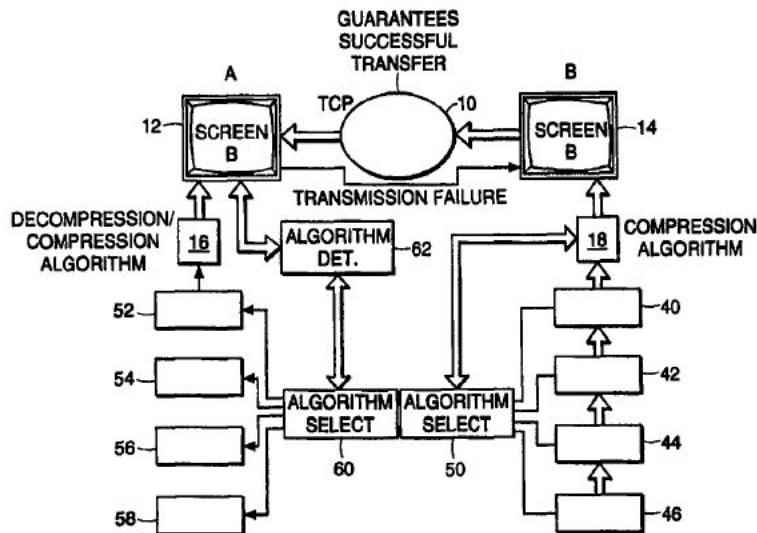 GUARANTEES
SUCCESSFUL
TRANSFER
A
B
TCP
10
12
SCREEN
B
SCREEN
B
14
TRANSMISSION FAILURE
DECOMPRESSION/
COMPRESSION
ALGORITHM
16
ALGORITHM
DET.
62
18
COMPRESSION
ALGORITHM
52
40
54
42
ALGORITHM
SELECT
ALGORITHM
SELECT
56
44
60
50
58
46